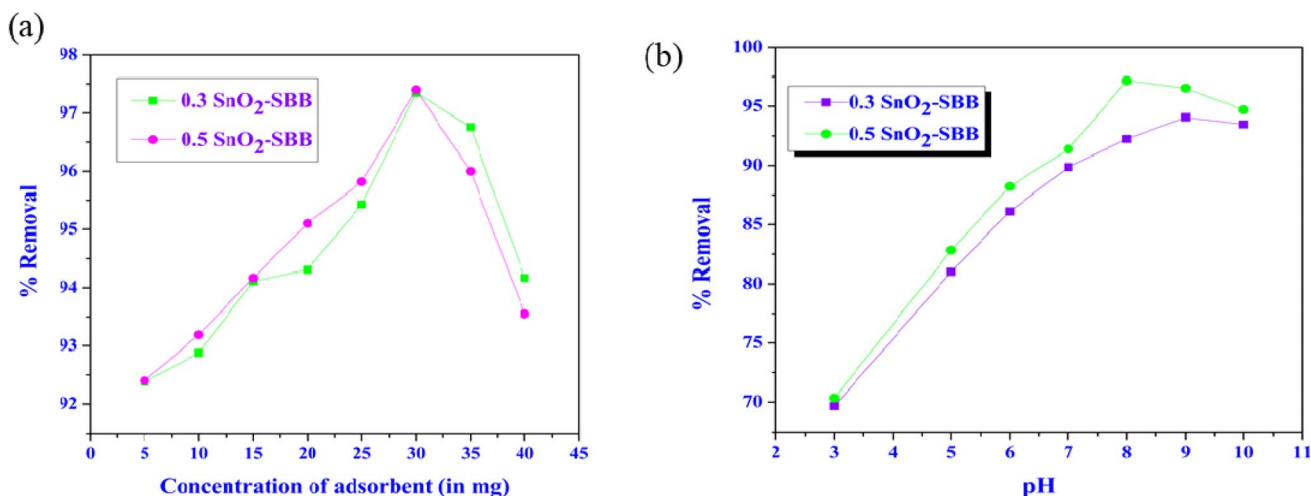 (a)
98
97
96
95
94
93
92
0 5 10 15 20 25 30 35 40 45
% Removal
Concentration of adsorbent (in mg)
0.3 SnO₂-SBB
0.5 SnO₂-SBB
(b)
100
95
90
85
80
75
70
2 3 4 5 6 7 8 9 10 11
% Removal
pH
0.3 SnO₂-SBB
0.5 SnO₂-SBB